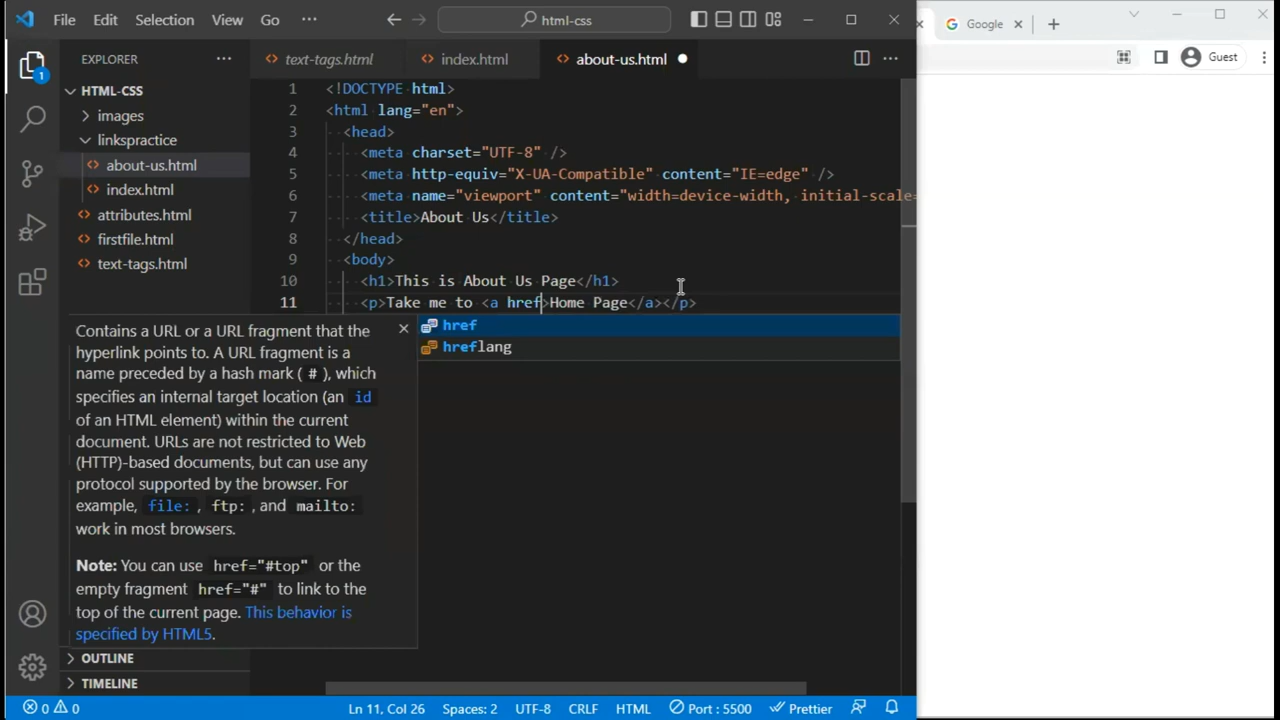 File Edit Selection View Go ··· html-css
Google
Guest
EXPLORER
HTML-CSS
images
linkspractice
about-us.html
index.html
attributes.html
firstfile.html
text-tags.html
text-tags.html index.html about-us.html
1 <!DOCTYPE html>
2 <html lang="en">
3 <head>
4 <meta charset="UTF-8" />
5 <meta http-equiv="X-UA-Compatible" content="IE=edge" />
6 <meta name="viewport" content="width=device-width, initial-scale=
7 <title>About Us</title>
8 </head>
9 <body>
10 <h1>This is About Us Page</h1>
11 <p>Take me to <a href>Home Page</a></p>
href
hreflang
Contains a URL or a URL fragment that the
hyperlink points to. A URL fragment is a
name preceded by a hash mark ( # ), which
specifies an internal target location (an id
of an HTML element) within the current
document. URLs are not restricted to Web
(HTTP)-based documents, but can use any
protocol supported by the browser. For
example, file: , ftp: , and mailto:
work in most browsers.
Note: You can use href="#top" or the
empty fragment href="#" to link to the
top of the current page. This behavior is
specified by HTML5.
OUTLINE
TIMELINE
0 0 Ln 11, Col 26 Spaces: 2 UTF-8 CRLF HTML Port : 5500 Prettier
1